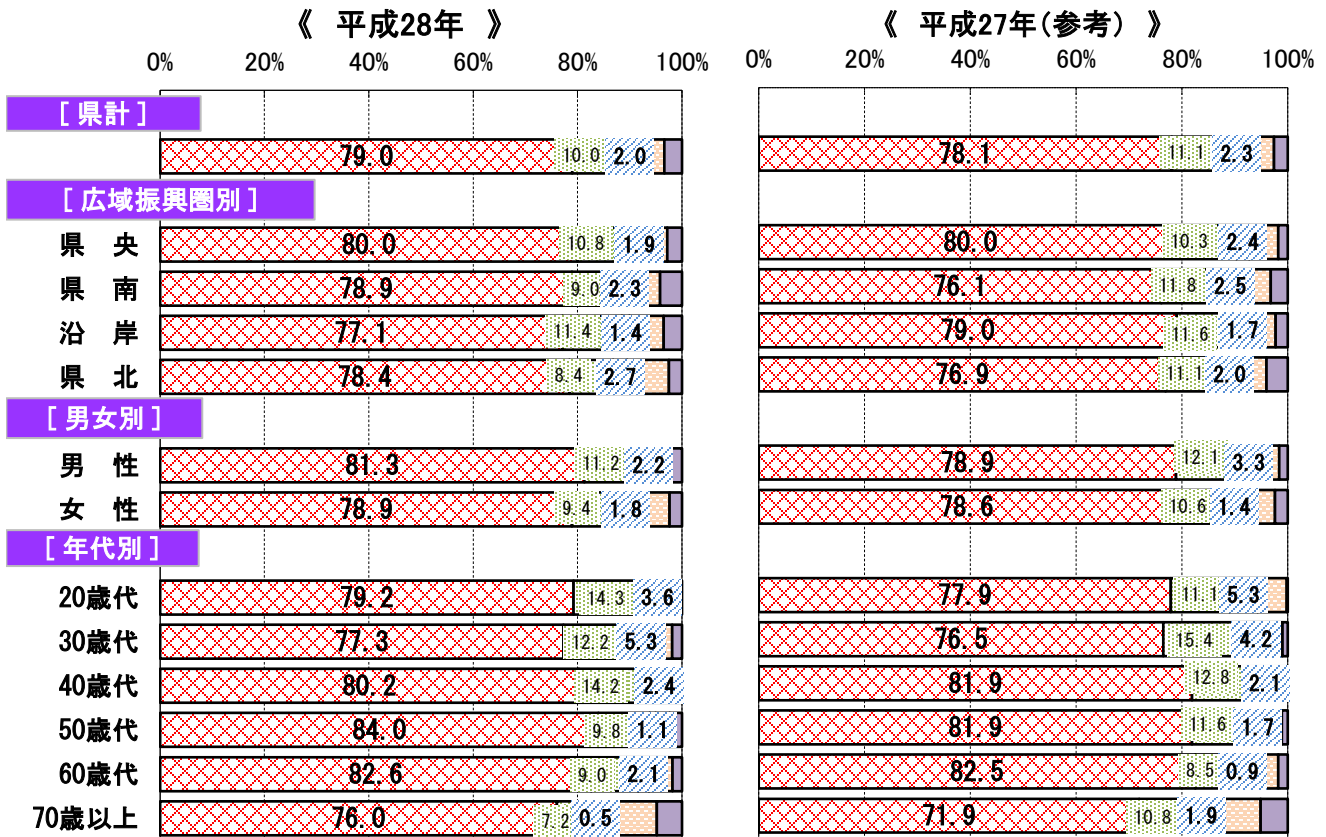 《 平成28年 》
0% 20% 40% 60% 80% 100%
[ 県計 ]
79.0 10.0 2.0
[ 広域振興圏別 ]
県 央 80.0 10.8 1.9
県 南 78.9 9.0 2.3
沿 岸 77.1 11.4 1.4
県 北 78.4 8.4 2.7
[ 男女別 ]
男 性 81.3 11.2 2.2
女 性 78.9 9.4 1.8
[ 年代別 ]
20歳代 79.2 14.3 3.6
30歳代 77.3 12.2 5.3
40歳代 80.2 14.2 2.4
50歳代 84.0 9.8 1.1
60歳代 82.6 9.0 2.1
70歳以上 76.0 7.2 0.5
《 平成27年(参考) 》
0% 20% 40% 60% 80% 100%
78.1 11.1 2.3
80.0 10.3 2.4
76.1 11.8 2.5
79.0 11.6 1.7
76.9 11.1 2.0
78.9 12.1 3.3
78.6 10.6 1.4
77.9 11.1 5.3
76.5 15.4 4.2
81.9 12.8 2.1
81.9 11.6 1.7
82.5 8.5 0.9
71.9 10.8 1.9